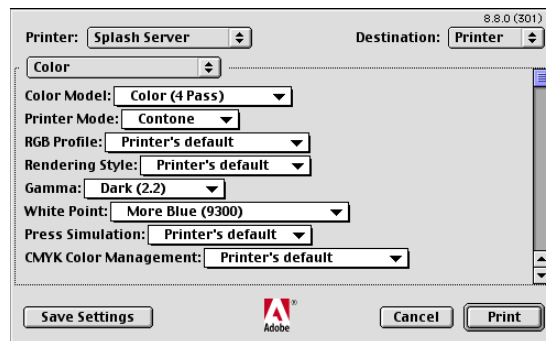 8.8.0 (301)
Printer: Splash Server Destination: Printer
Color
Color Model: Color (4 Pass)
Printer Mode: Contone
RGB Profile: Printer's default
Rendering Style: Printer's default
Gamma: Dark (2.2)
White Point: More Blue (9300)
Press Simulation: Printer's default
CMYK Color Management: Printer's default
Save Settings Adobe® Cancel Print